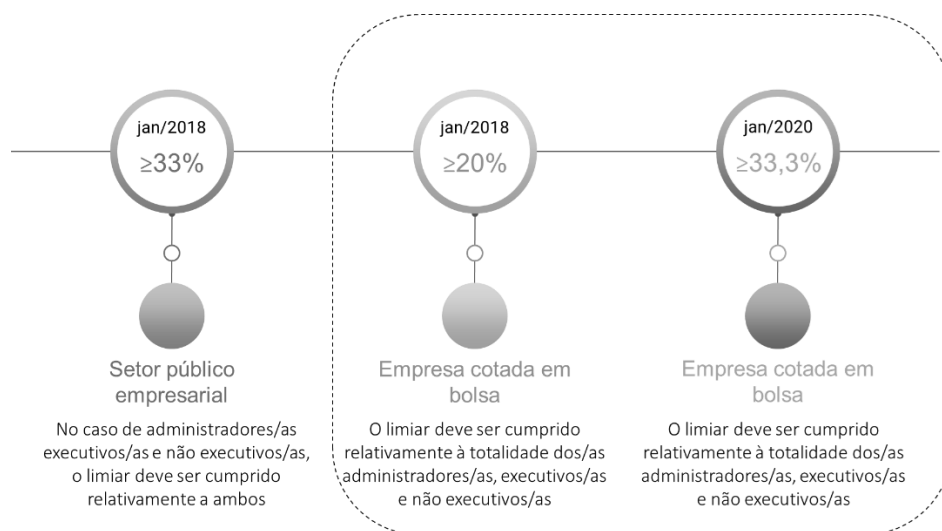 jan/2018
≥33%
Setor público
empresarial
No caso de administradores/as
executivos/as e não executivos/as,
o limiar deve ser cumprido
relativamente a ambos
jan/2018
≥20%
Empresa cotada em
bolsa
O limiar deve ser cumprido
relativamente à totalidade dos/as
administradores/as, executivos/as
e não executivos/as
jan/2020
≥33,3%
Empresa cotada em
bolsa
O limiar deve ser cumprido
relativamente à totalidade dos/as
administradores/as, executivos/as
e não executivos/as